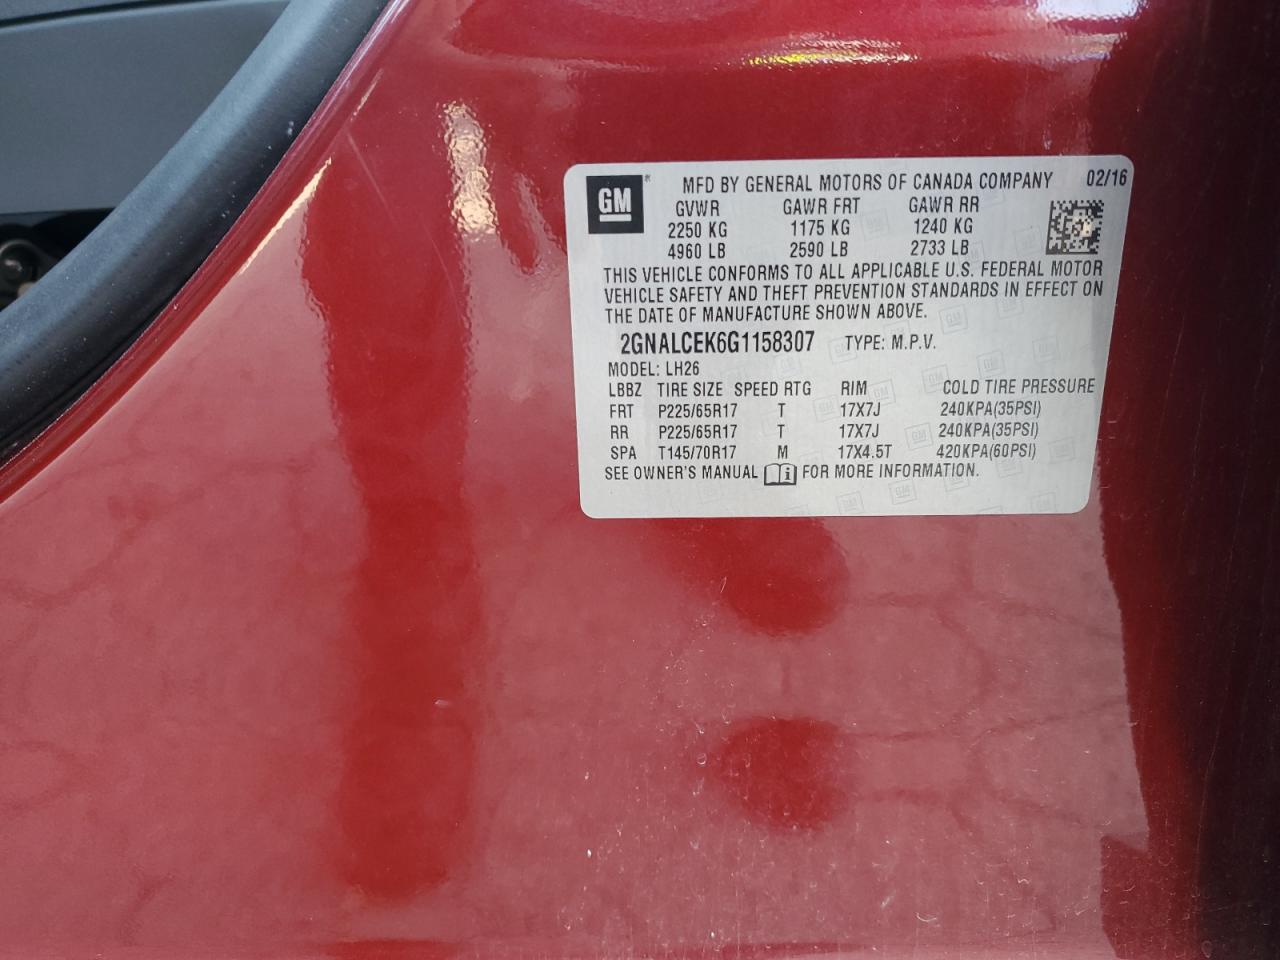 GM® MFD BY GENERAL MOTORS OF CANADA COMPANY 02/16
GVWR GAWR FRT GAWR RR
2250 KG 1175 KG 1240 KG
4960 LB 2590 LB 2733 LB
THIS VEHICLE CONFORMS TO ALL APPLICABLE U.S. FEDERAL MOTOR
VEHICLE SAFETY AND THEFT PREVENTION STANDARDS IN EFFECT ON
THE DATE OF MANUFACTURE SHOWN ABOVE.
2GNALCEK6G1158307 TYPE: M.P.V.
MODEL: LH26
LBBZ TIRE SIZE SPEED RTG RIM COLD TIRE PRESSURE
FRT P225/65R17 T 17X7J 240KPA(35PSI)
RR P225/65R17 T 17X7J 240KPA(35PSI)
SPA T145/70R17 M 17X4.5T 420KPA(60PSI)
SEE OWNER'S MANUAL FOR MORE INFORMATION.